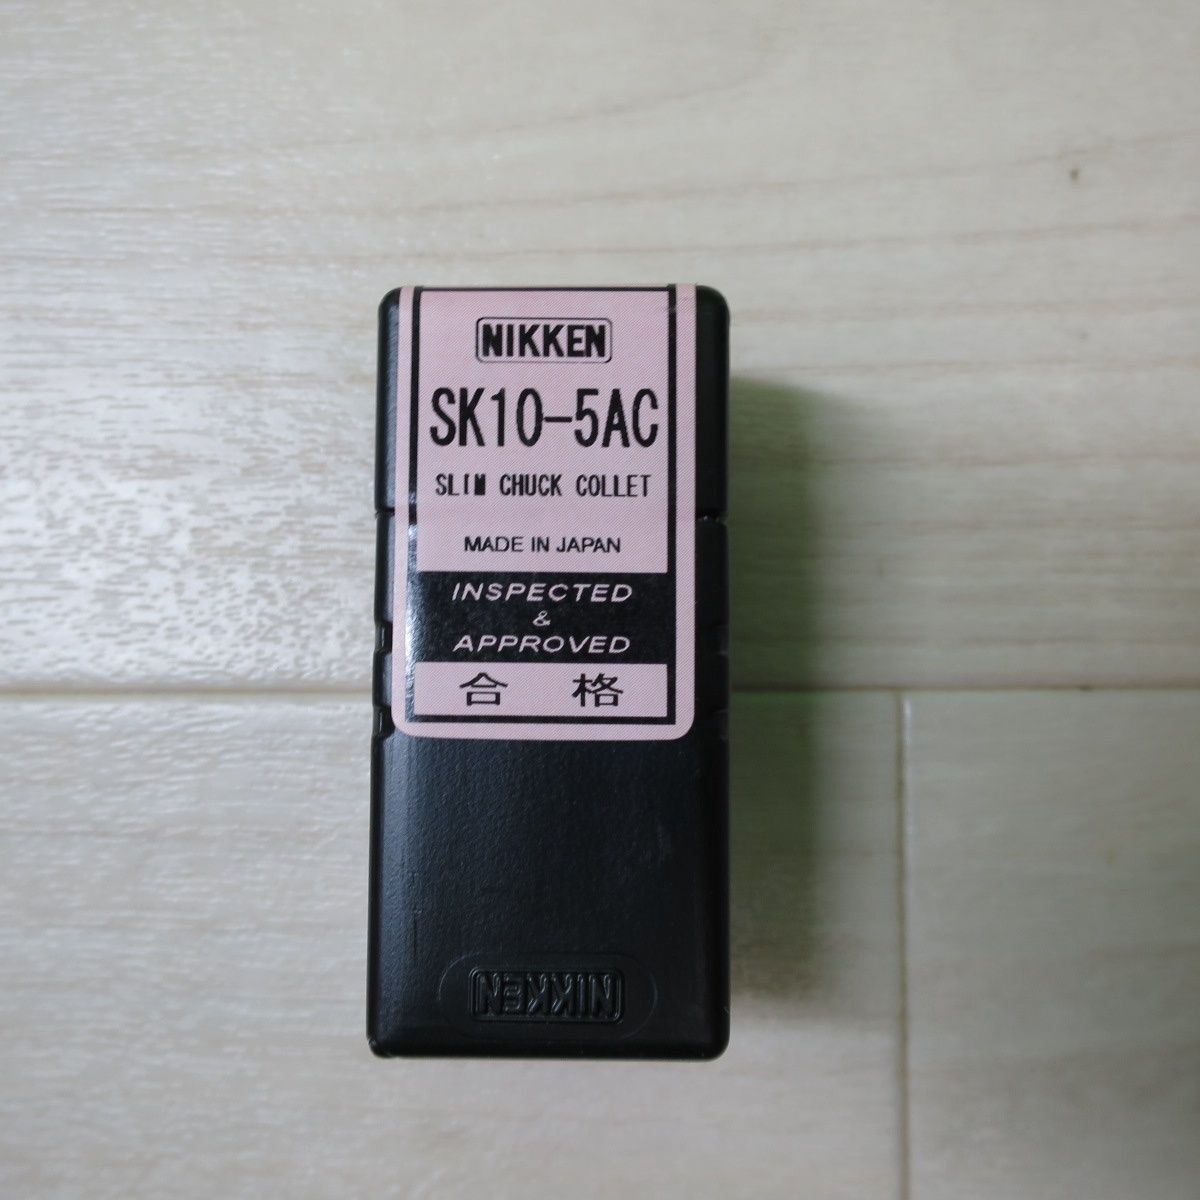 NIKKEN
SK10-5AC
SLIM CHUCK COLLET
MADE IN JAPAN
INSPECTED
&
APPROVED
合 格
NIKKEN